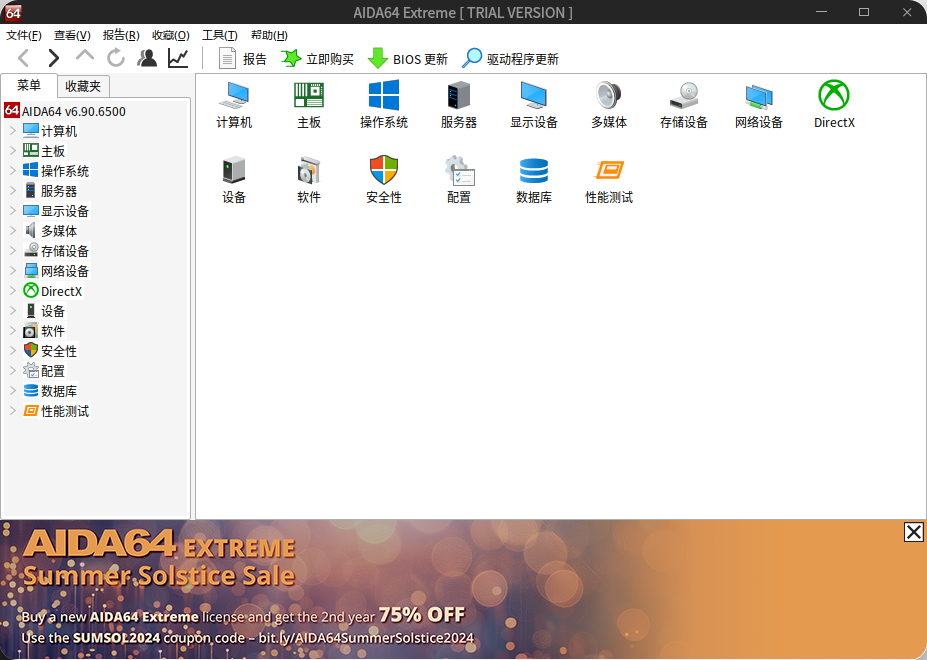 64 AIDA64 Extreme [ TRIAL VERSION ]
文件(F) 查看(V) 报告(R) 收藏(O) 工具(T) 帮助(H)
报告 立即购买 BIOS 更新 驱动程序更新
菜单 收藏夹
64 AIDA64 v6.90.6500
计算机
主板
操作系统
服务器
显示设备
多媒体
存储设备
网络设备
DirectX
设备
软件
安全性
配置
数据库
性能测试
计算机 主板 操作系统 服务器 显示设备 多媒体 存储设备 网络设备 DirectX
设备 软件 安全性 配置 数据库 性能测试
AIDA64 EXTREME
Summer Solstice Sale
Buy a new AIDA64 Extreme license and get the 2nd year 75% OFF
Use the SUMSOL2024 coupon code – bit.ly/AIDA64SummerSolstice2024